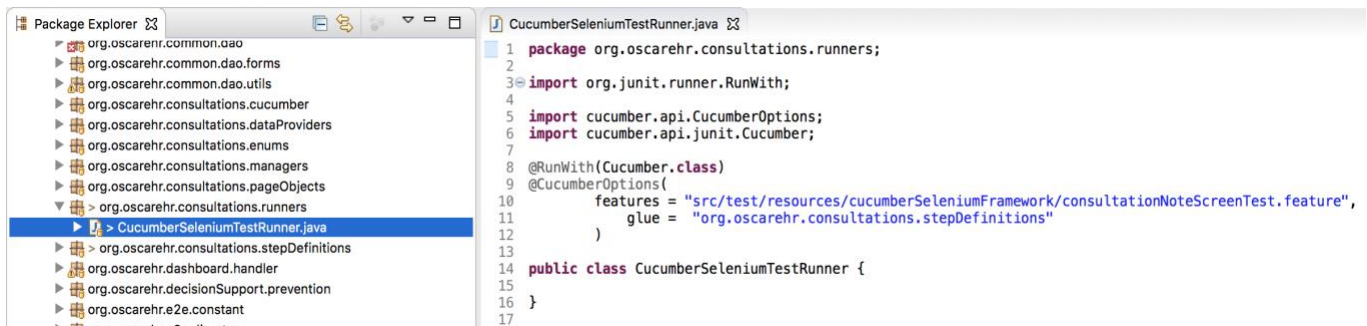 Package Explorer
org.oscarehr.common.dao
org.oscarehr.common.dao.forms
org.oscarehr.common.dao.utils
org.oscarehr.consultations.cucumber
org.oscarehr.consultations.dataProviders
org.oscarehr.consultations.enums
org.oscarehr.consultations.managers
org.oscarehr.consultations.pageObjects
> org.oscarehr.consultations.runners
> CucumberSeleniumTestRunner.java
> org.oscarehr.consultations.stepDefinitions
org.oscarehr.dashboard.handler
org.oscarehr.decisionSupport.prevention
org.oscarehr.e2e.constant
CucumberSeleniumTestRunner.java
1 package org.oscarehr.consultations.runners;
2
3 import org.junit.runner.RunWith;
4
5 import cucumber.api.CucumberOptions;
6 import cucumber.api.junit.Cucumber;
7
8 @RunWith(Cucumber.class)
9 @CucumberOptions(
10 features = "src/test/resources/cucumberSeleniumFramework/consultationNoteScreenTest.feature",
11 glue = "org.oscarehr.consultations.stepDefinitions"
12 )
13
14 public class CucumberSeleniumTestRunner {
15
16 }
17